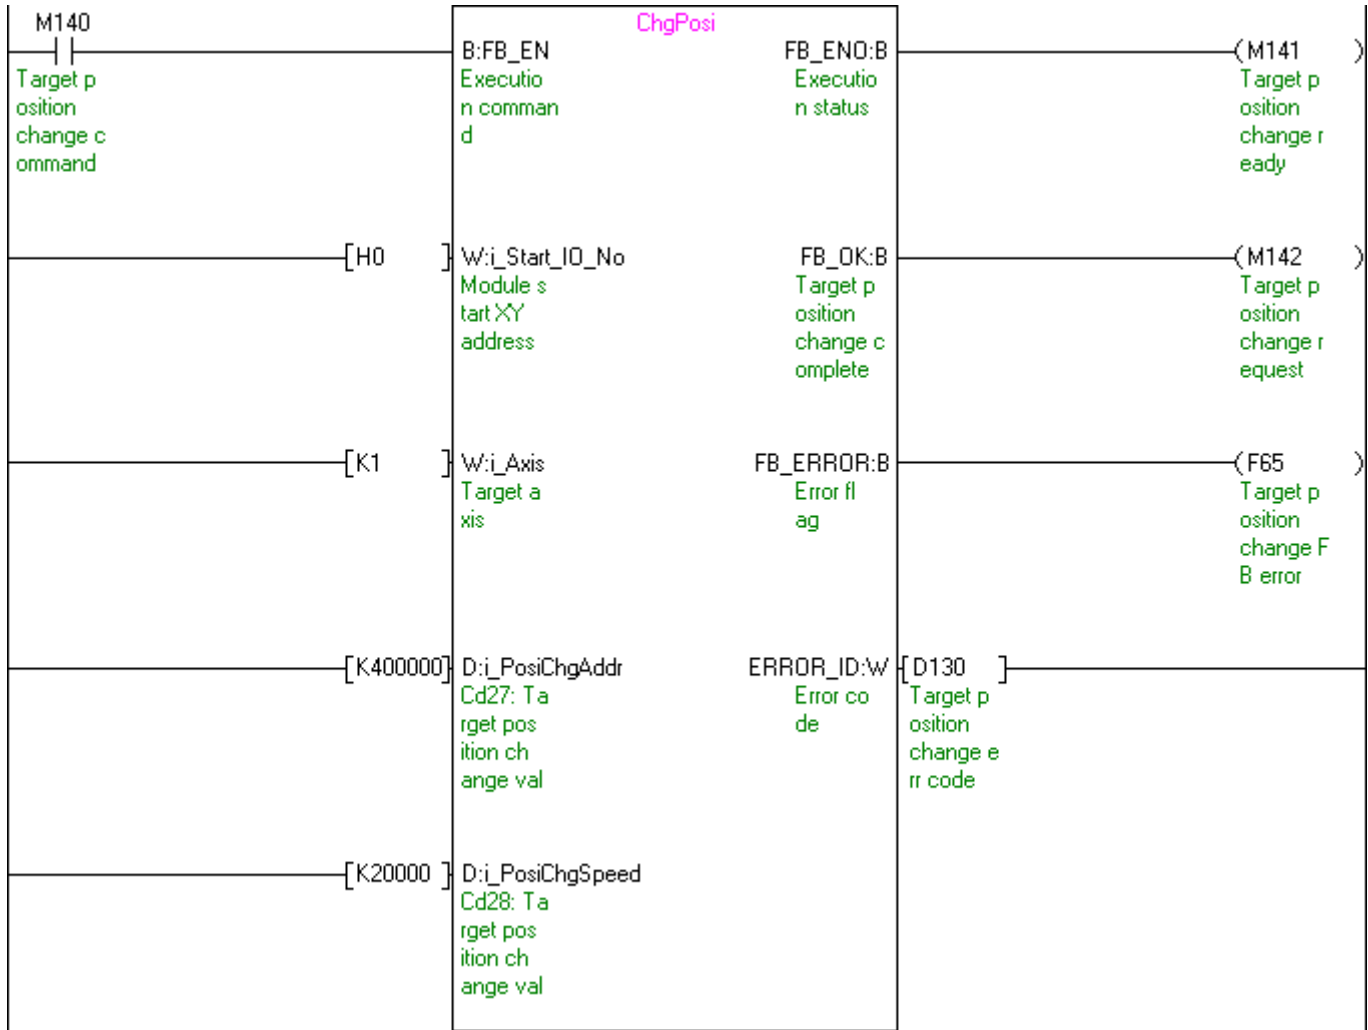 M140
ChgPosi
B:FB_EN
FB_ENO:B
(M141 )
Target p
osition
change c
ommand
Executio
n comman
d
Executio
n status
Target p
osition
change r
eady
[H0 ]
W:i_Start_IO_No
FB_OK:B
(M142 )
Module s
tart XY
address
Target p
osition
change c
omplete
Target p
osition
change r
equest
[K1 ]
W:i_Axis
FB_ERROR:B
(F65 )
Target a
xis
Error fl
ag
Target p
osition
change F
B error
[K400000]
D:i_PosiChgAddr
ERROR_ID:W
[D130 ]
Cd27: Ta
rget pos
ition ch
ange val
Error co
de
Target p
osition
change e
rr code
[K20000 ]
D:i_PosiChgSpeed
Cd28: Ta
rget pos
ition ch
ange val